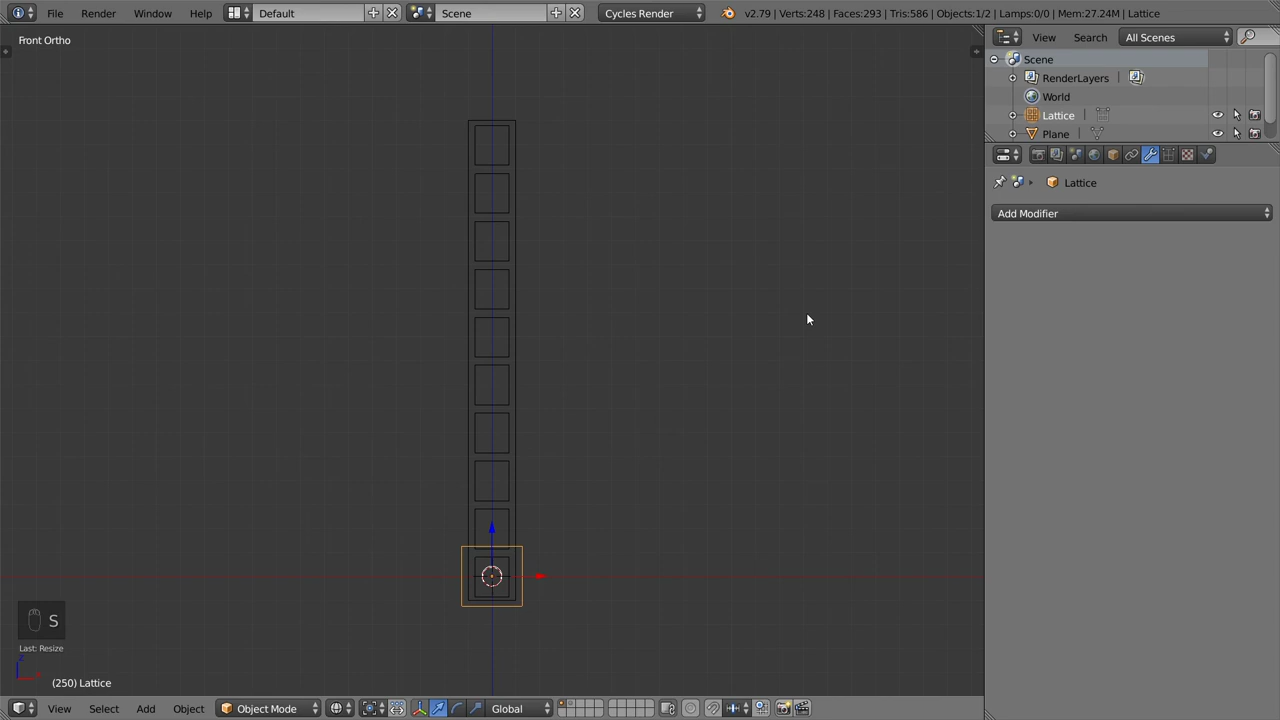 File Render Window Help Default Scene Cycles Render v2.79 | Verts:248 | Faces:293 | Tris:586 | Objects:1/2 | Lamps:0/0 | Mem:27.24M | Lattice
Front Ortho
View Search All Scenes
Scene
RenderLayers
World
Lattice
Plane
Lattice
Add Modifier
S
Last: Resize
z
(250) Lattice
View Select Add Object Object Mode Global